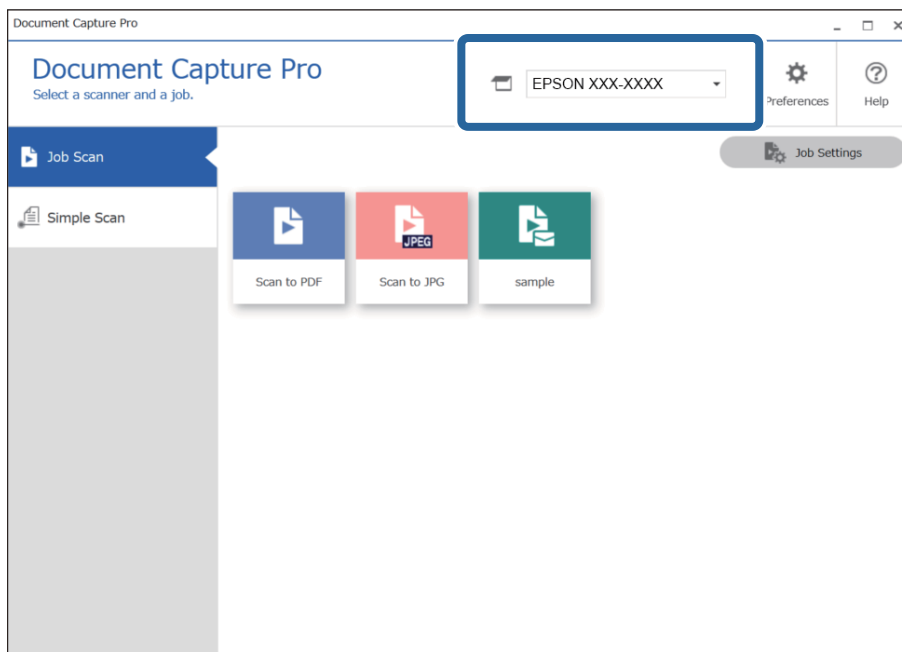 Document Capture Pro
Document Capture Pro
Select a scanner and a job.
EPSON XXX-XXXX
Preferences
Help
Job Scan
Job Settings
Simple Scan
JPEG
Scan to PDF
Scan to JPG
sample